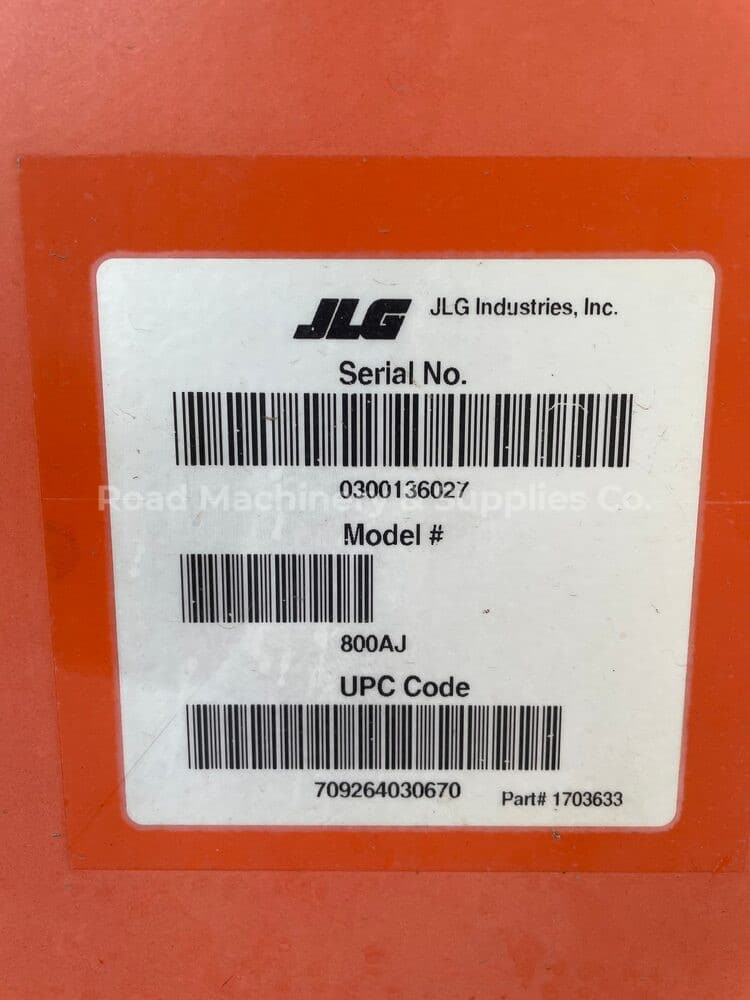 JLG JLG Industries, Inc.
Serial No.
0300136027
Road Machinery & Supplies Co.
Model #
800AJ
UPC Code
709264030670
Part# 1703633